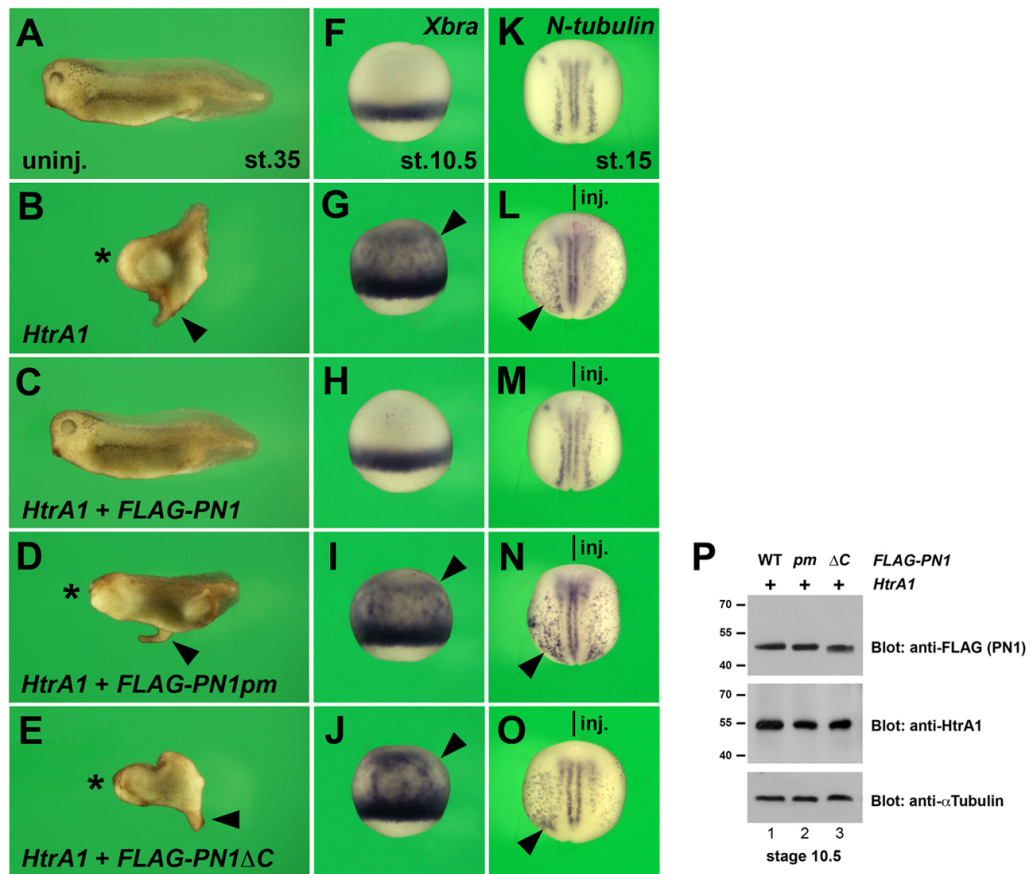 A
uninj.
st.35
F
Xbra
st.10.5
K
N-tubulin
st.15
B
*
HtrA1
G
L
inj.
C
HtrA1 + FLAG-PN1
H
M
inj.
D
*
HtrA1 + FLAG-PN1pm
I
N
inj.
E
*
HtrA1 + FLAG-PN1ΔC
J
O
inj.
P
WT pm ΔC FLAG-PN1
+ + + HtrA1
70
55
40
Blot: anti-FLAG (PN1)
70
55
40
Blot: anti-HtrA1
Blot: anti-αTubulin
1 2 3
stage 10.5